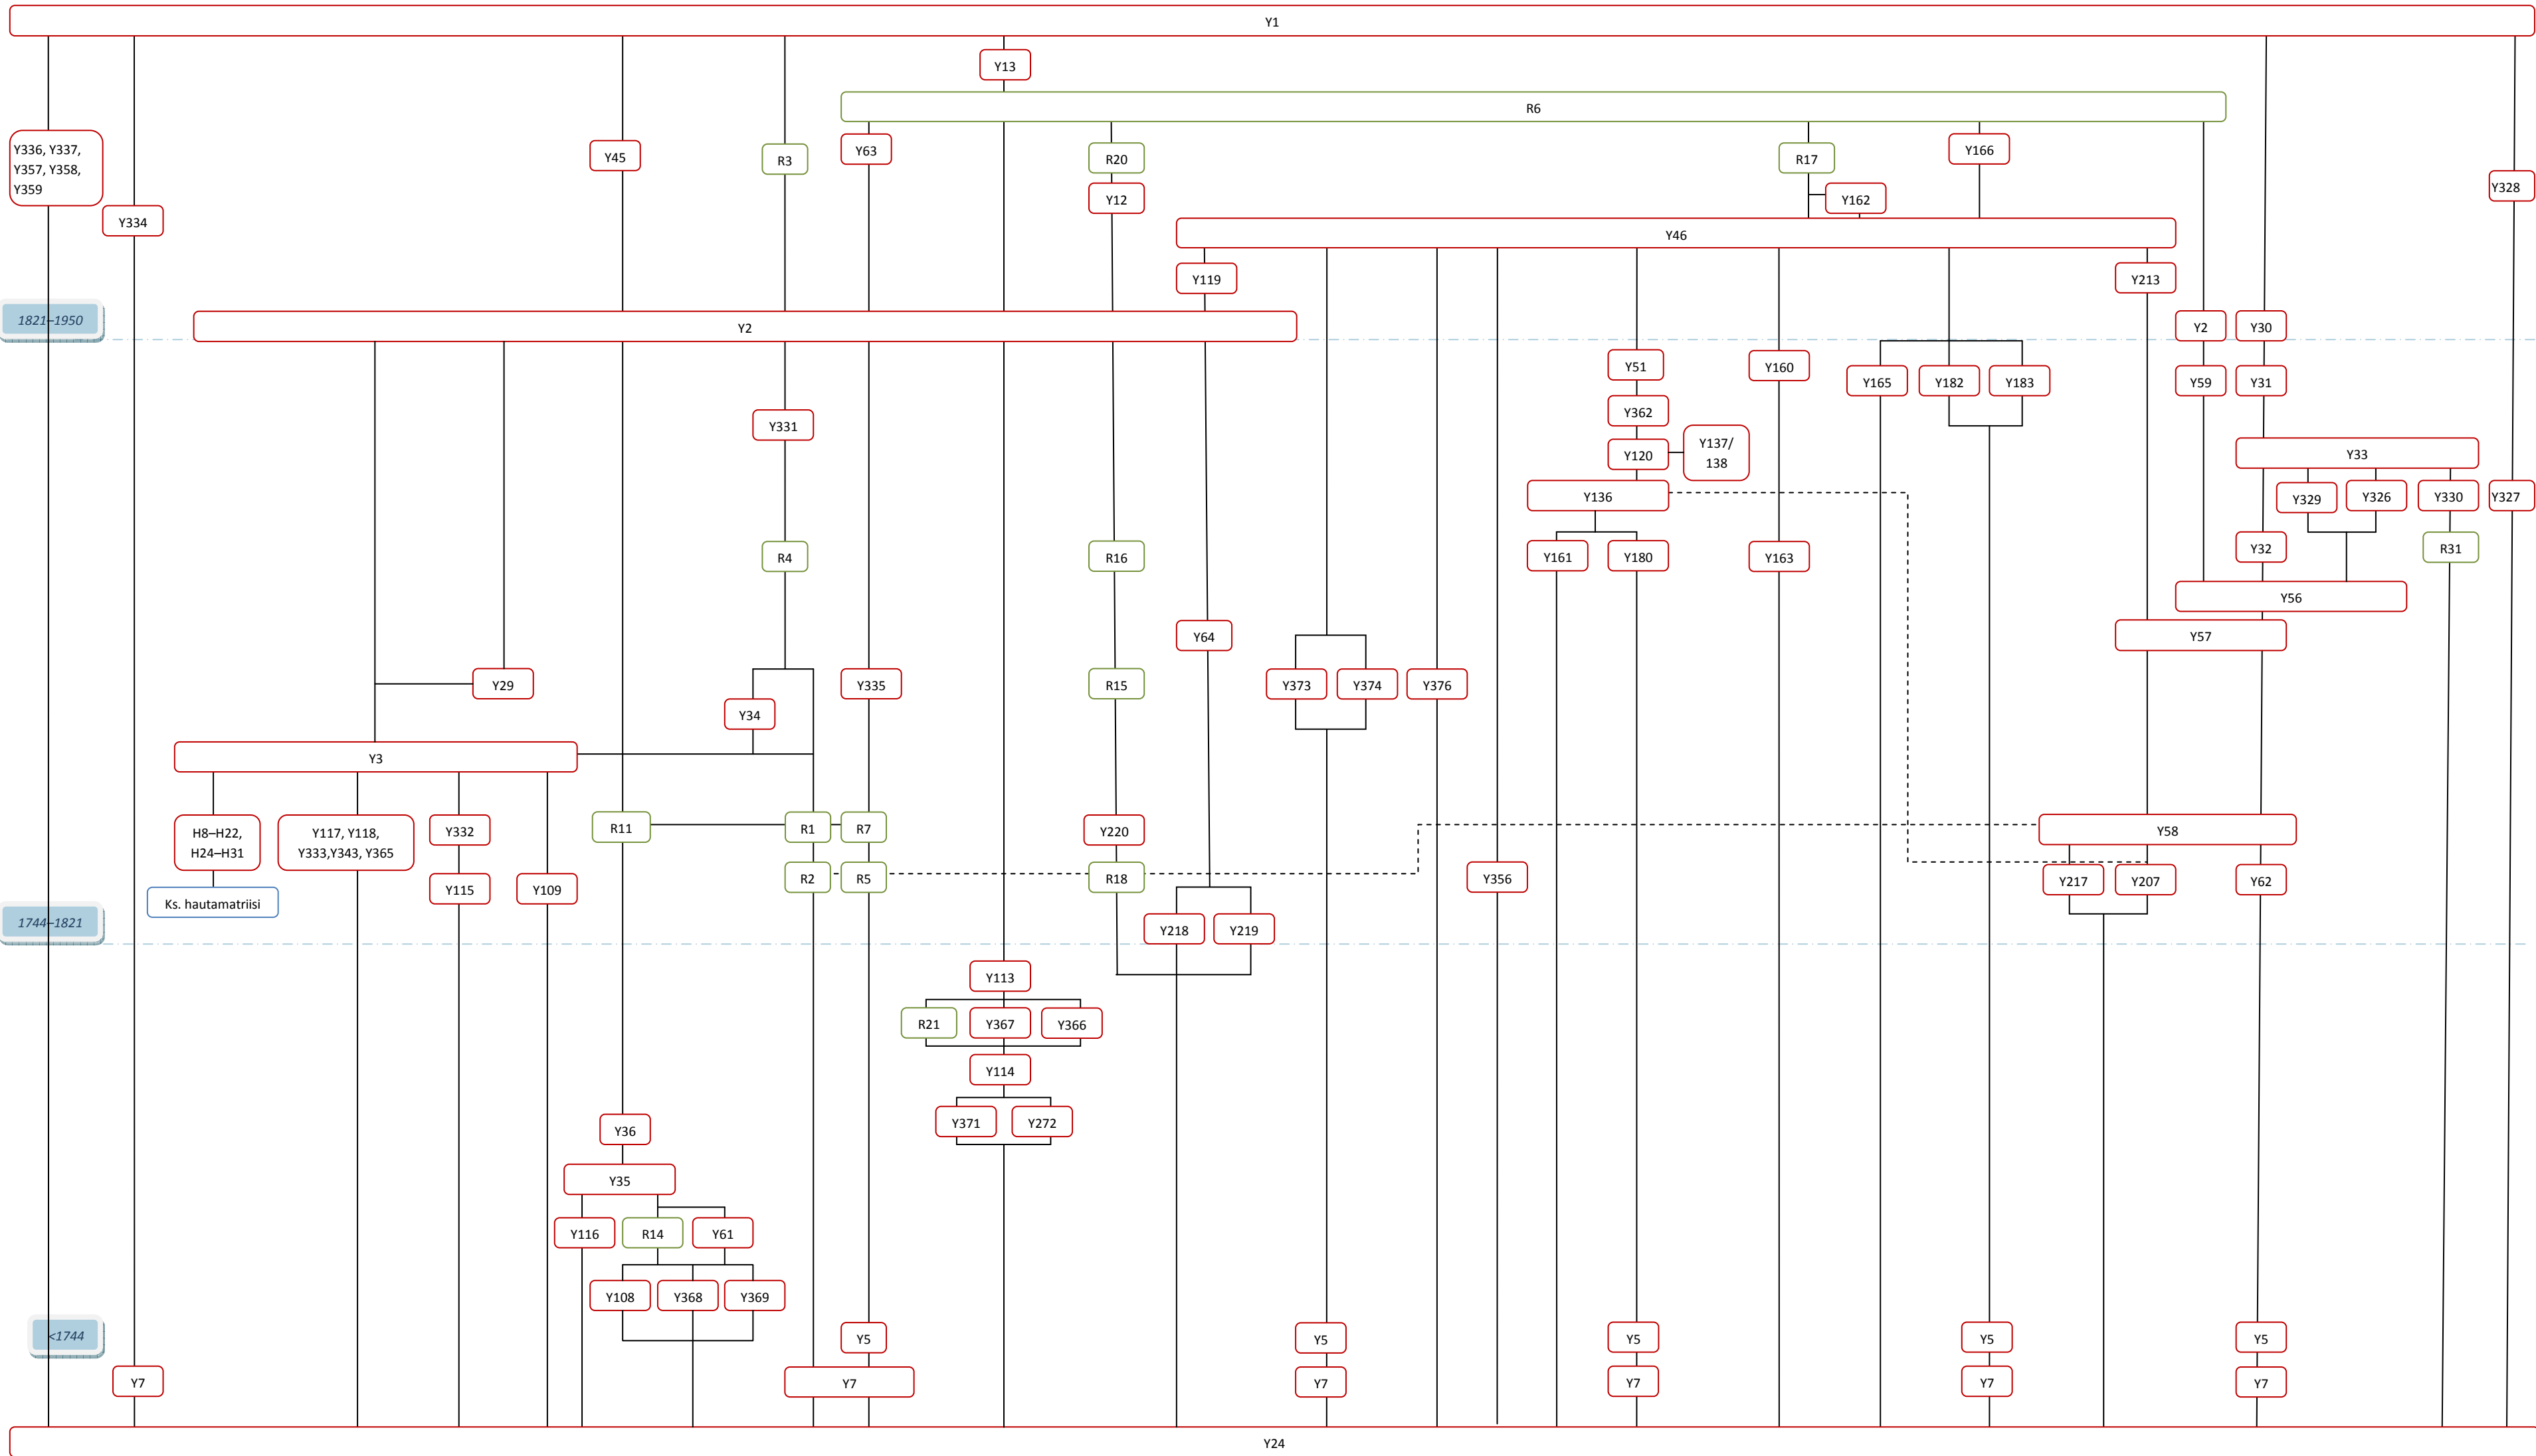 Y1
Y13
R6
Y336, Y337,
Y357, Y358,
Y359
Y45
R3
Y63
R20
R17
Y166
Y328
Y12
Y162
Y334
Y46
Y119
Y213
1821–1950
Y2
Y2
Y30
Y51
Y160
Y165
Y182
Y183
Y59
Y31
Y331
Y362
Y120
Y137/
138
Y33
Y136
Y329
Y326
Y330
Y327
R4
R16
Y161
Y180
Y163
Y32
R31
Y56
Y64
Y57
Y29
Y335
R15
Y373
Y374
Y376
Y34
Y3
H8–H22,
H24–H31
Y117, Y118,
Y333,Y343, Y365
Y332
R11
R1
R7
Y220
Y58
Y115
Y109
R2
R5
R18
Y356
Y217
Y207
Y62
Ks. hautamatriisi
1744–1821
Y218
Y219
Y113
R21
Y367
Y366
Y114
Y371
Y272
Y36
Y35
Y116
R14
Y61
Y108
Y368
Y369
<1744
Y5
Y5
Y5
Y5
Y5
Y7
Y7
Y7
Y7
Y7
Y7
Y24